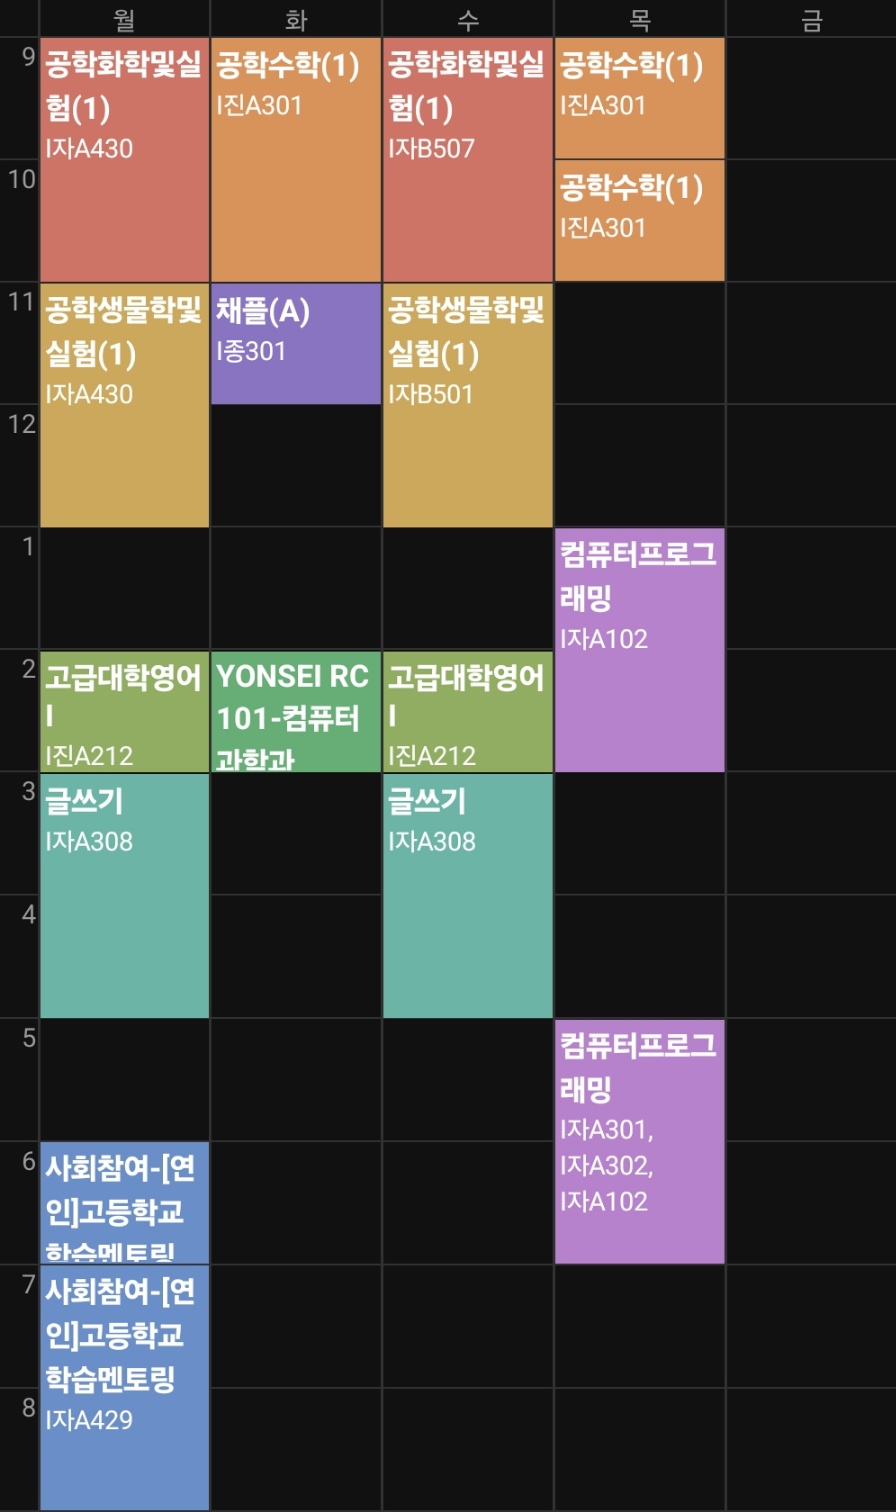 월 화 수 목 금
9
공학화학및실
험(1)
I자A430
공학수학(1)
I진A301
공학화학및실
험(1)
I자B507
공학수학(1)
I진A301
10
공학수학(1)
I진A301
11
공학생물학및
실험(1)
I자A430
채플(A)
I종301
공학생물학및
실험(1)
I자B501
12
1
컴퓨터프로그
래밍
I자A102
2
고급대학영어
I
I진A212
YONSEI RC
101-컴퓨터
과학과
고급대학영어
I
I진A212
3
글쓰기
I자A308
글쓰기
I자A308
4
5
컴퓨터프로그
래밍
I자A301,
I자A302,
I자A102
6
사회참여-[연
인]고등학교
학습멘토링
7
사회참여-[연
인]고등학교
학습멘토링
I자A429
8